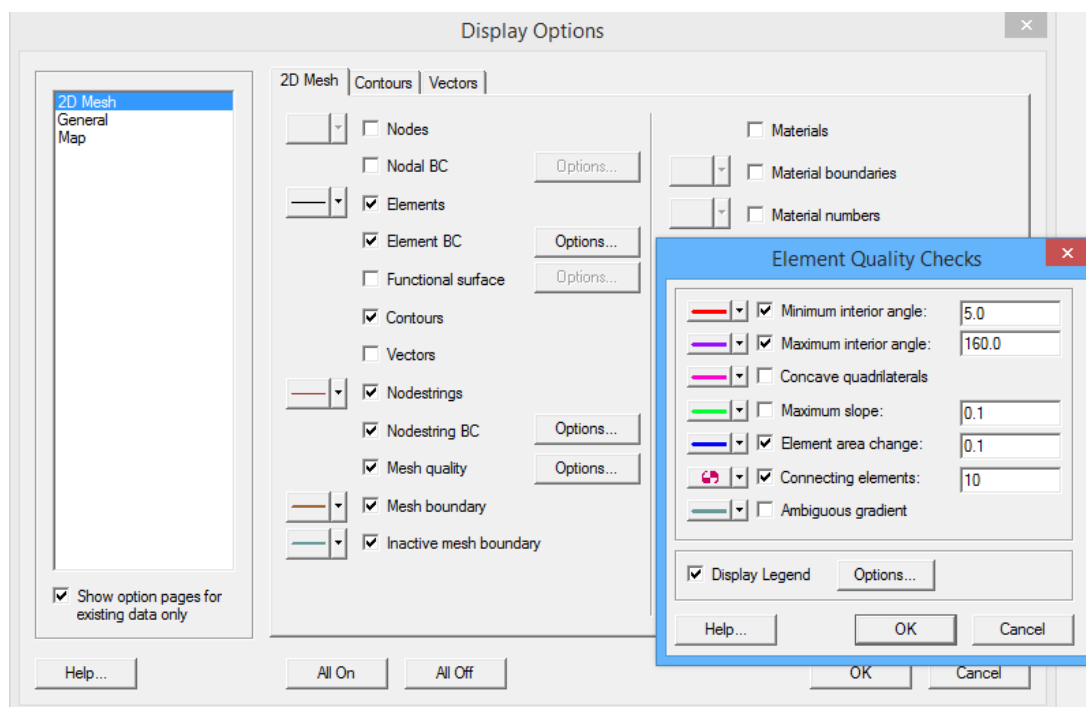 Display Options
2D Mesh
General
Map
Show option pages for
existing data only
2D Mesh Contours Vectors
Nodes
Nodal BC Options...
Elements
Element BC Options...
Functional surface Options...
Contours
Vectors
Nodestrings
Nodestring BC Options...
Mesh quality Options...
Mesh boundary
Inactive mesh boundary
Materials
Material boundaries
Material numbers
Element Quality Checks
Minimum interior angle: 5.0
Maximum interior angle: 160.0
Concave quadrilaterals
Maximum slope: 0.1
Element area change: 0.1
Connecting elements: 10
Ambiguous gradient
Display Legend Options...
Help... OK Cancel
Help... All On All Off OK Cancel